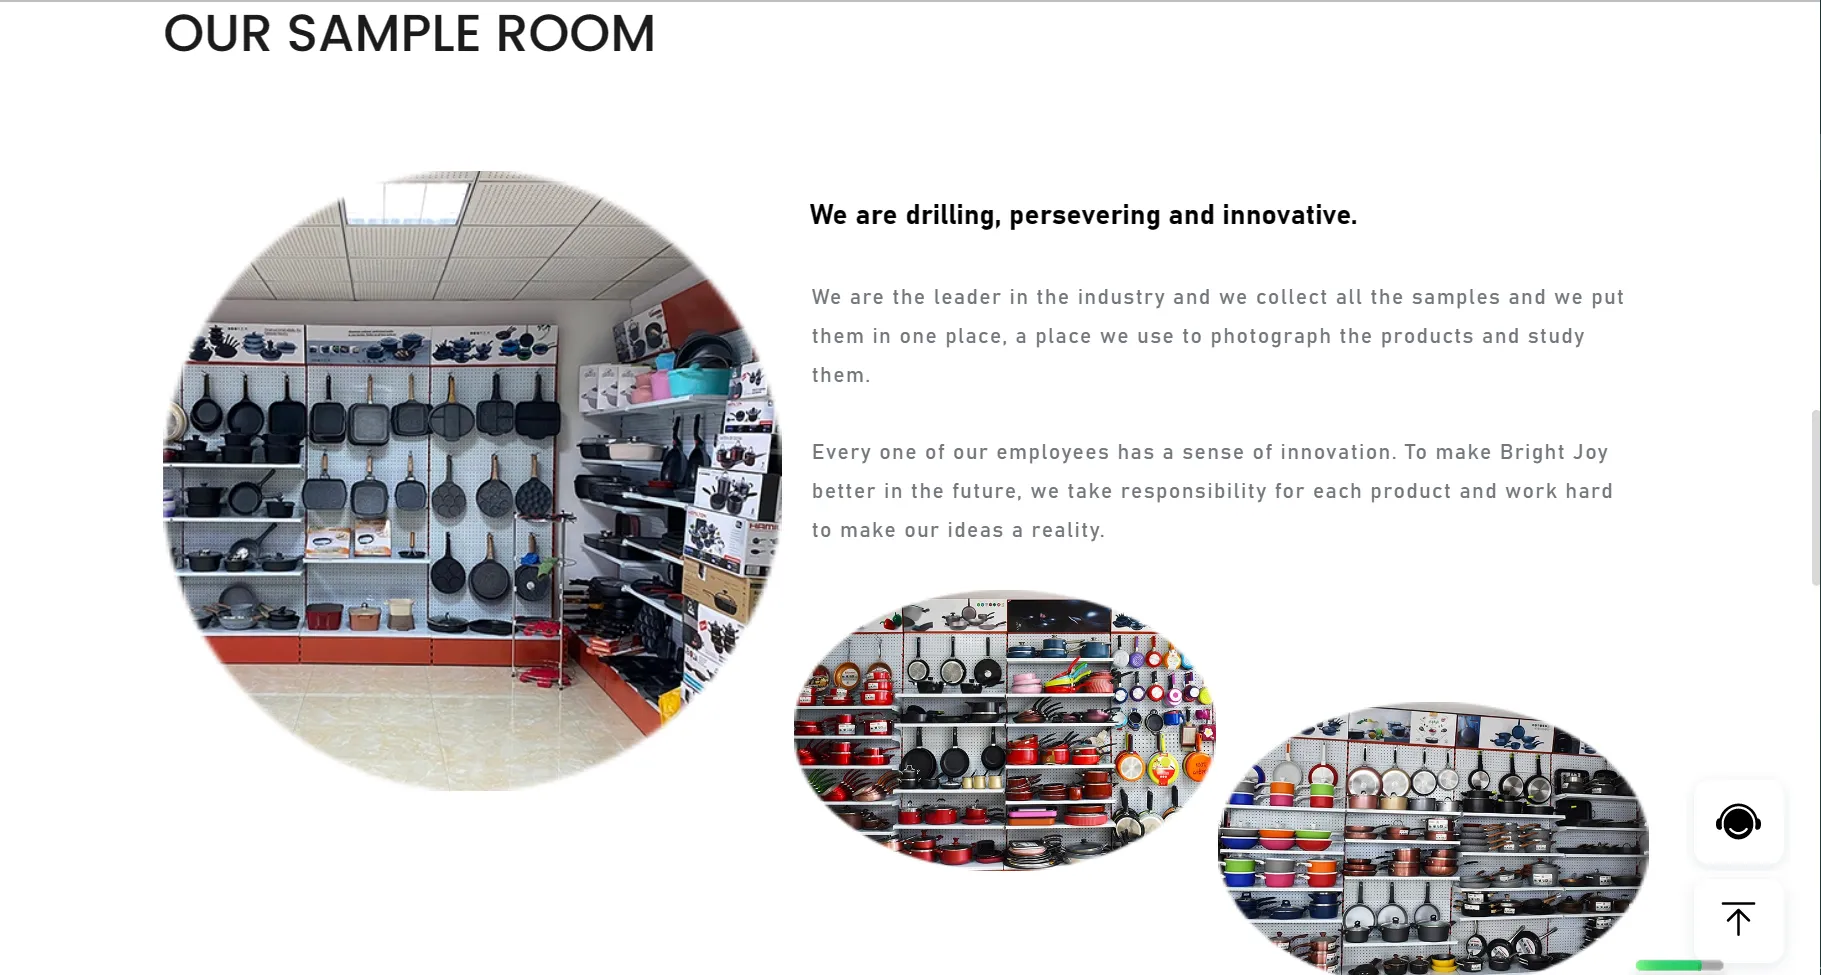 OUR SAMPLE ROOM
We are drilling, persevering and innovative.
We are the leader in the industry and we collect all the samples and we put
them in one place, a place we use to photograph the products and study
them.
Every one of our employees has a sense of innovation. To make Bright Joy
better in the future, we take responsibility for each product and work hard
to make our ideas a reality.